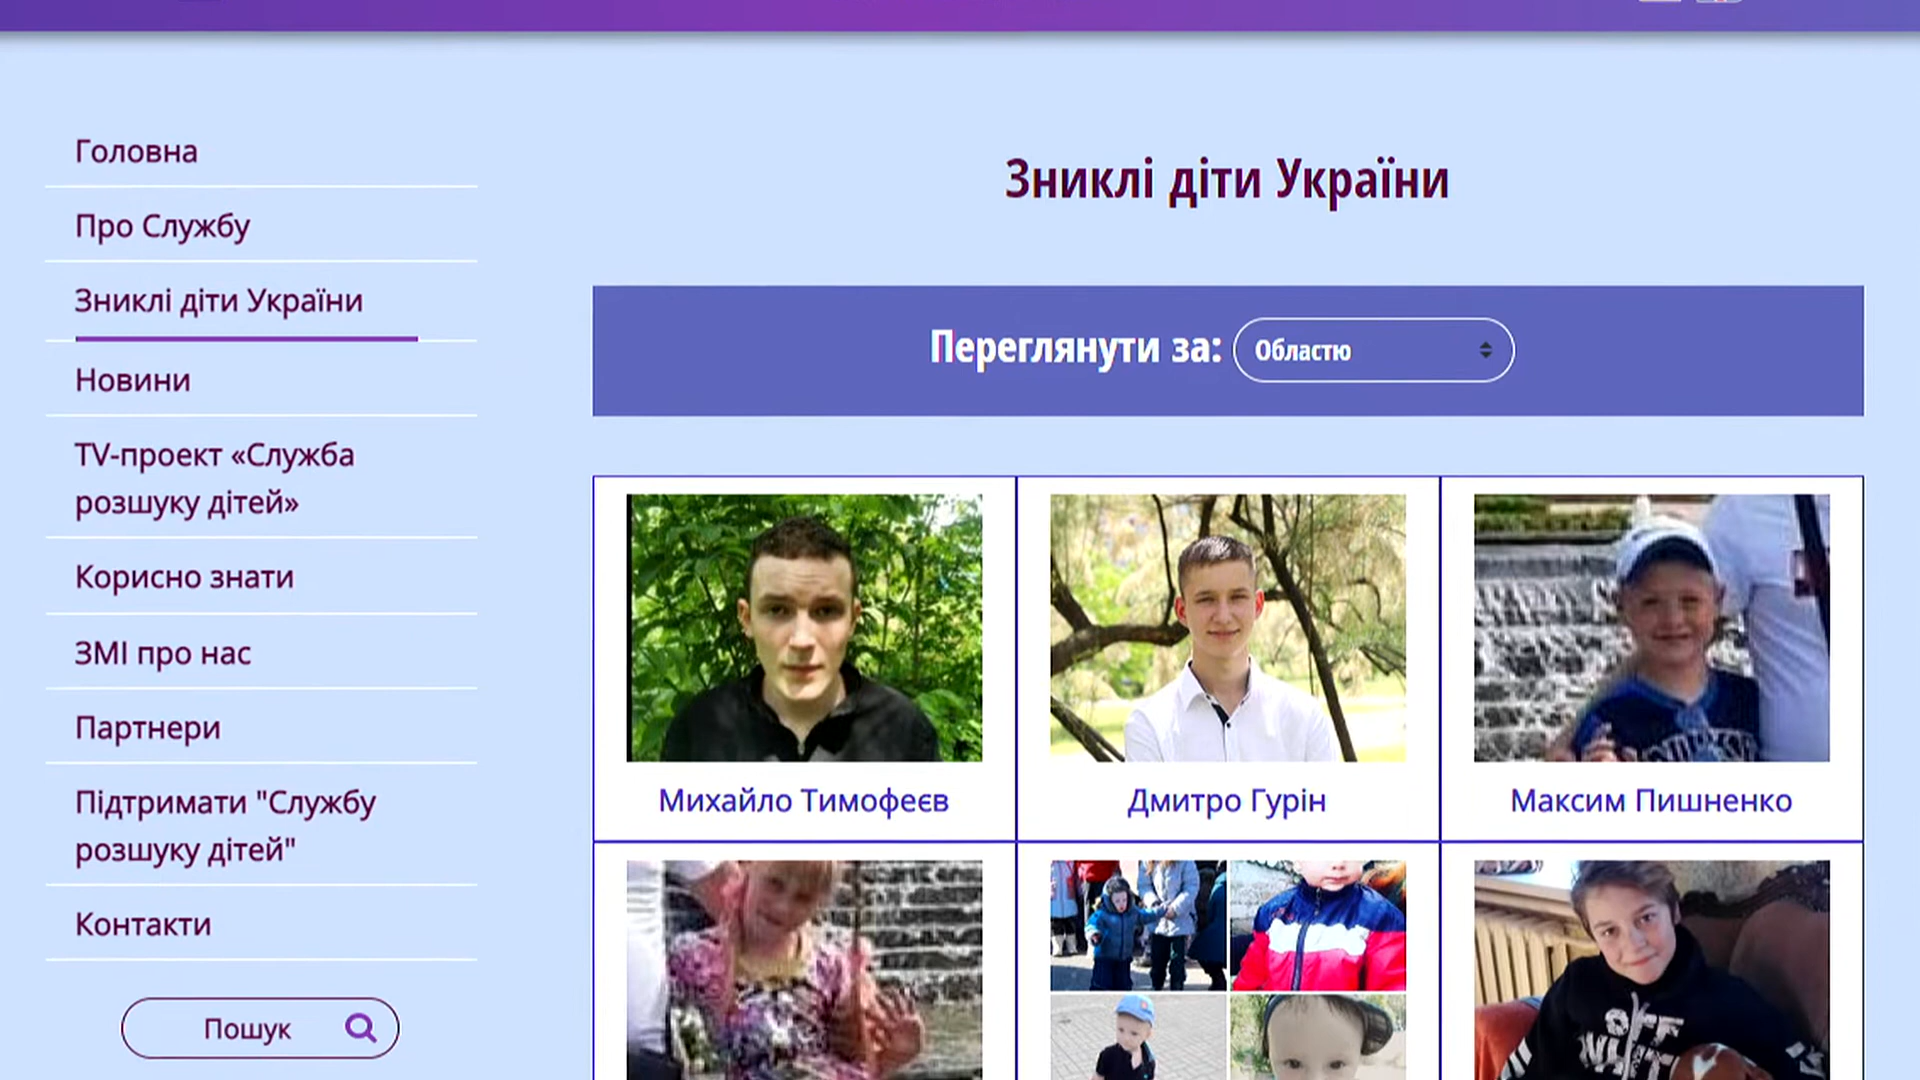 Головна
Про Службу
Зниклі діти України
Новини
TV-проект «Служба
розшуку дітей»
Корисно знати
ЗМІ про нас
Партнери
Підтримати "Службу
розшуку дітей"
Контакти
Пошук
Зниклі діти України
Переглянути за: Областю
Михайло Тимофеєв
Дмитро Гурін
Максим Пишненко
OFF